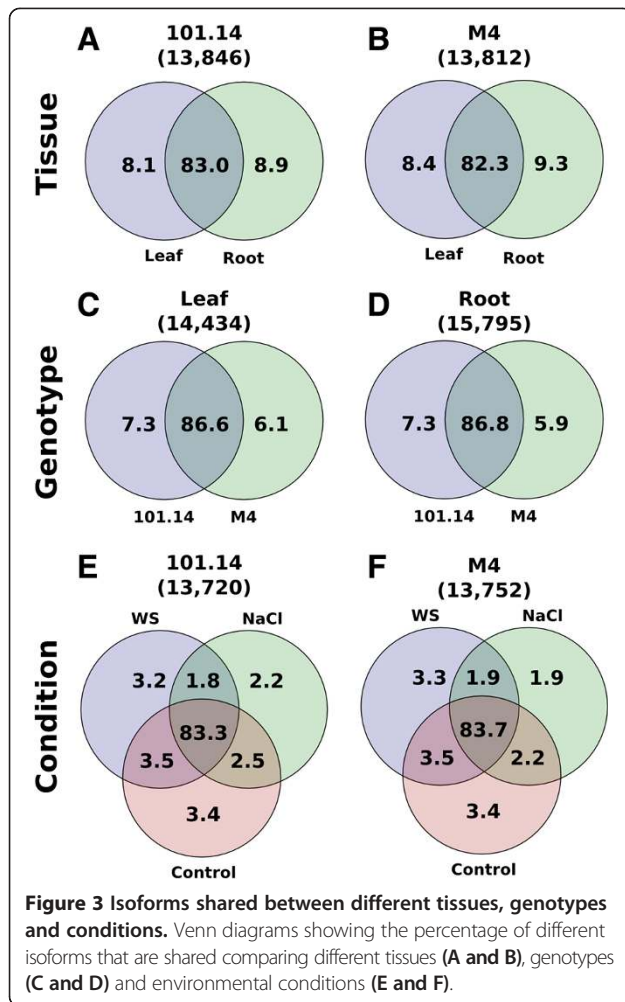 A
101.14
(13,846)
B
M4
(13,812)
Tissue
8.1 83.0 8.9
Leaf Root
8.4 82.3 9.3
Leaf Root
C
Leaf
(14,434)
D
Root
(15,795)
Genotype
7.3 86.6 6.1
101.14 M4
7.3 86.8 5.9
101.14 M4
E
101.14
(13,720)
F
M4
(13,752)
Condition
WS NaCl
3.2 1.8 2.2
83.3
3.5 2.5
3.4
Control
WS NaCl
3.3 1.9 1.9
83.7
3.5 2.2
3.4
Control
Figure 3 Isoforms shared between different tissues, genotypes
and conditions. Venn diagrams showing the percentage of different
isoforms that are shared comparing different tissues (A and B), genotypes
(C and D) and environmental conditions (E and F).